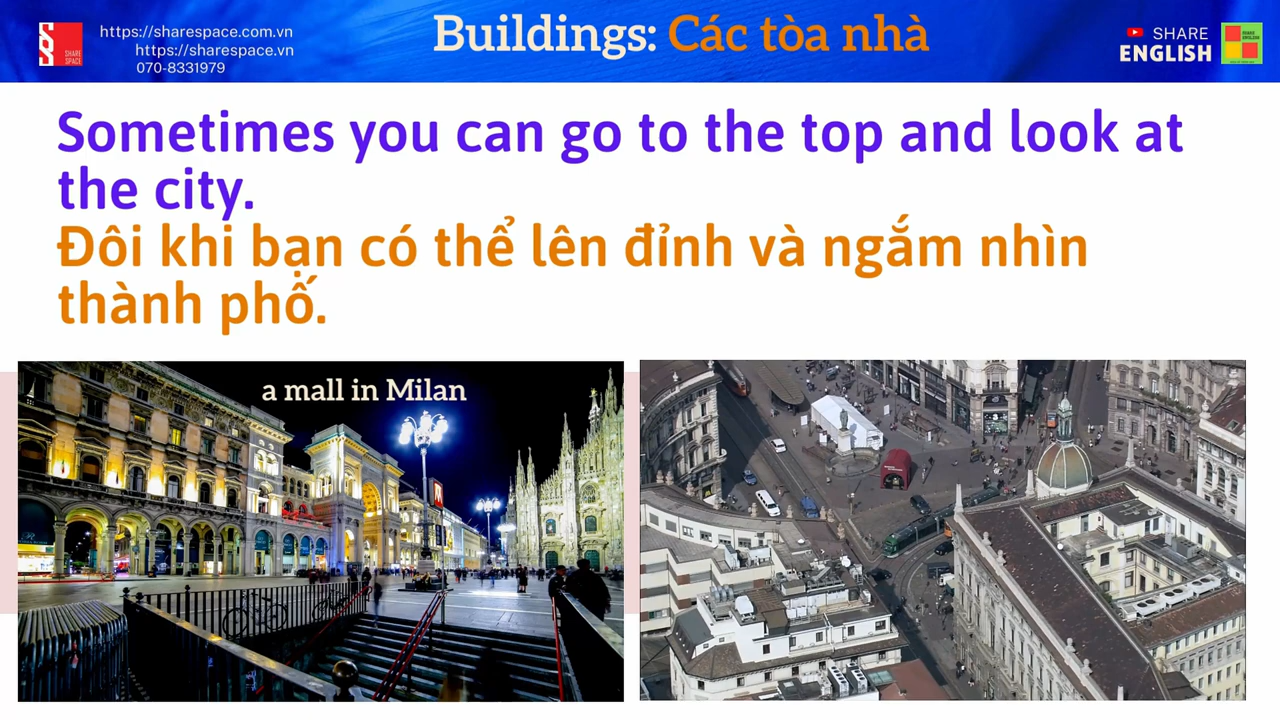 SHARE
SPACE
https://sharespace.com.vn
https://sharespace.vn
070-8331979
Buildings: Các tòa nhà
SHARE
ENGLISH
Sometimes you can go to the top and look at
the city.
Đôi khi bạn có thể lên đỉnh và ngắm nhìn
thành phố.
a mall in Milan